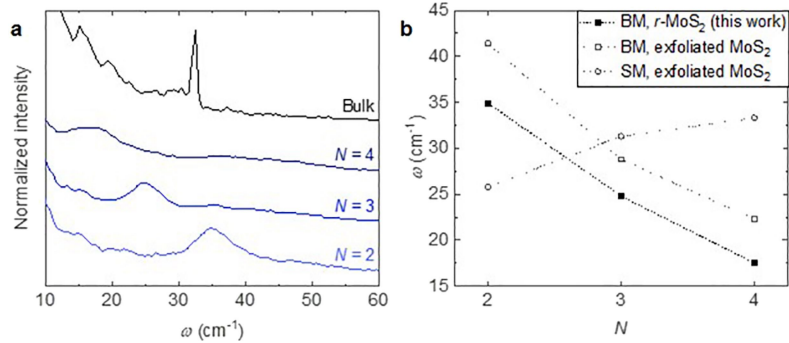 a
Normalized intensity
Bulk
N = 4
N = 3
N = 2
10 20 30 40 50 60
ω (cm⁻¹)
b
BM, r-MoS₂ (this work)
BM, exfoliated MoS₂
SM, exfoliated MoS₂
ω (cm⁻¹)
45
40
35
30
25
20
15
2 3 4
N